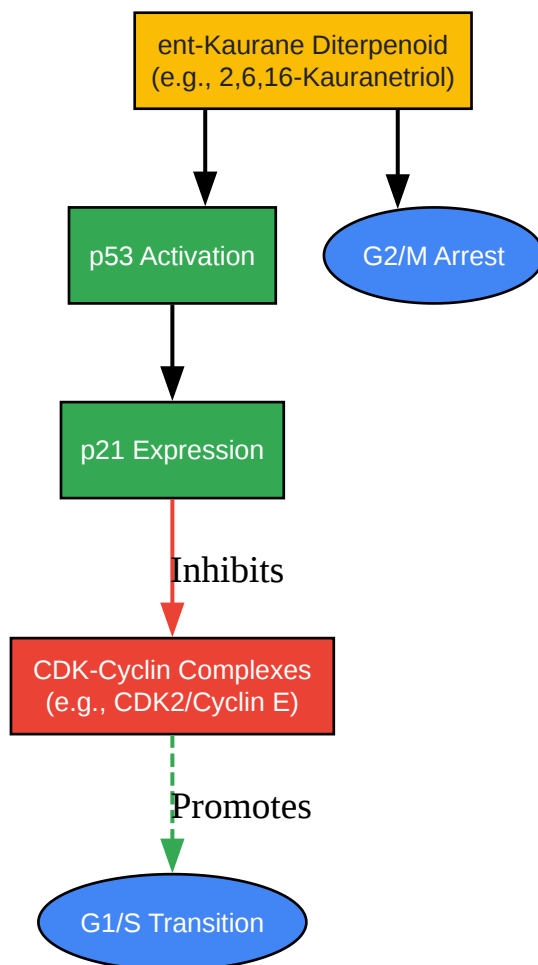 ent-Kaurane Diterpenoid
(e.g., 2,6,16-Kauranetriol)
p53 Activation
G2/M Arrest
p21 Expression
Inhibits
CDK-Cyclin Complexes
(e.g., CDK2/Cyclin E)
Promotes
G1/S Transition